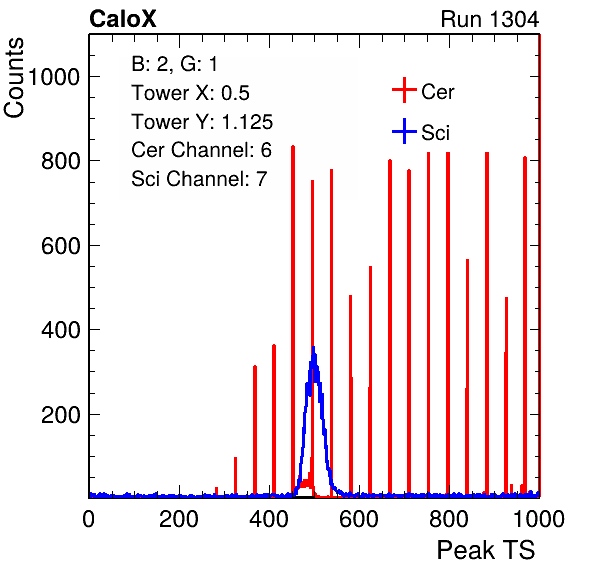 CaloX
Run 1304
Counts
B: 2, G: 1
Tower X: 0.5
Tower Y: 1.125
Cer Channel: 6
Sci Channel: 7
Cer
Sci
1000
800
600
400
200
0 200 400 600 800 1000
Peak TS